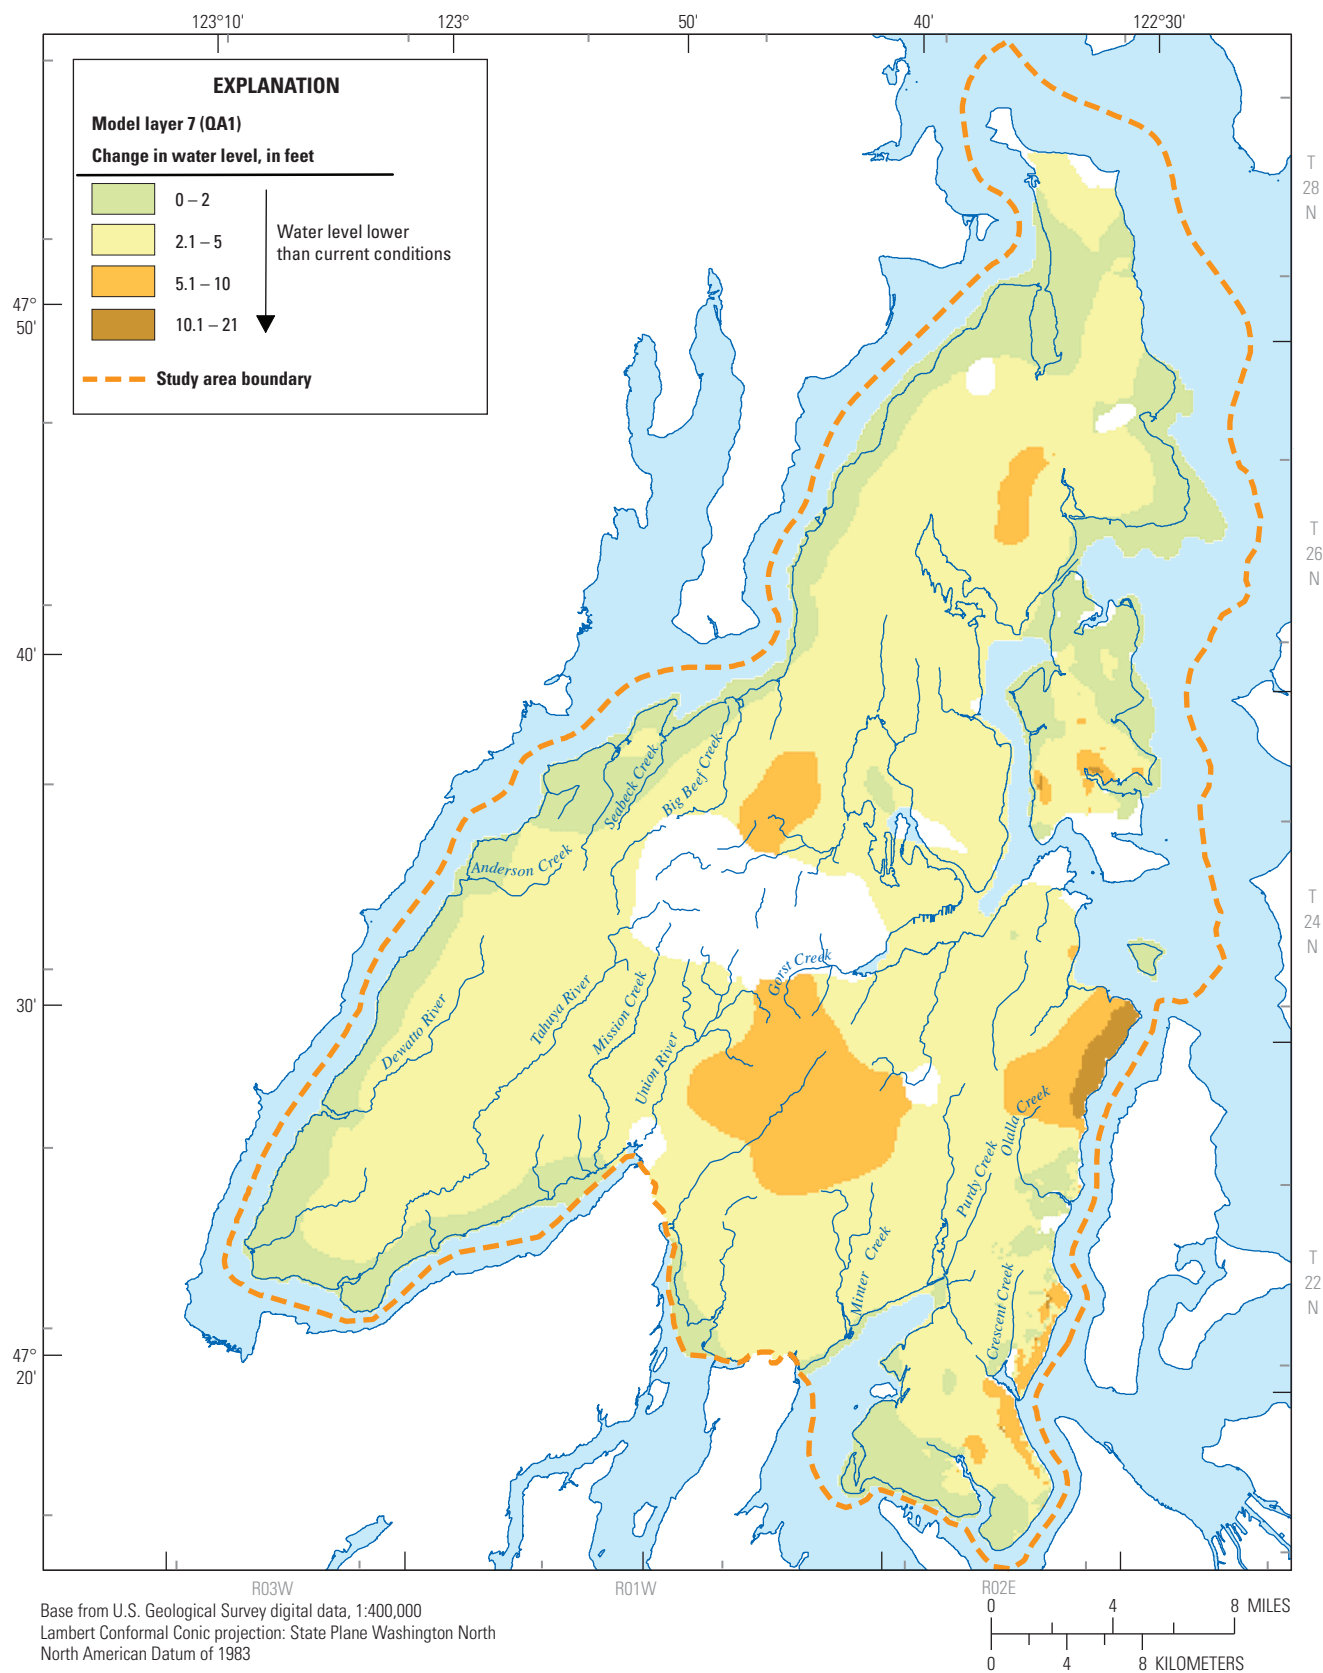 123°10'
123°
50'
40'
122°30'
EXPLANATION
Model layer 7 (QA1)
Change in water level, in feet
0 – 2
2.1 – 5
5.1 – 10
10.1 – 21
Water level lower
than current conditions
Study area boundary
T
28
N
47°
50'
T
26
N
40'
Seabeck Creek
Big Beef Creek
Anderson Creek
T
24
N
Gorst Creek
30'
Dewatto River
Tahuya River
Mission Creek
Union River
Olalla Creek
Purdy Creek
Minter Creek
Crescent Creek
T
22
N
47°
20'
R03W
R01W
R02E
Base from U.S. Geological Survey digital data, 1:400,000
Lambert Conformal Conic projection: State Plane Washington North
North American Datum of 1983
0 4 8 MILES
0 4 8 KILOMETERS